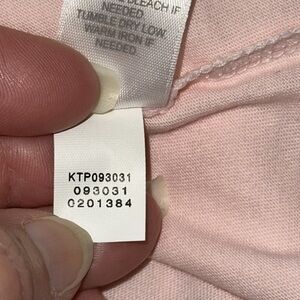 BLEACH IF
NEEDED.
TUMBLE DRY LOW.
WARM IRON IF
NEEDED.
KTP093031
093031
0201384